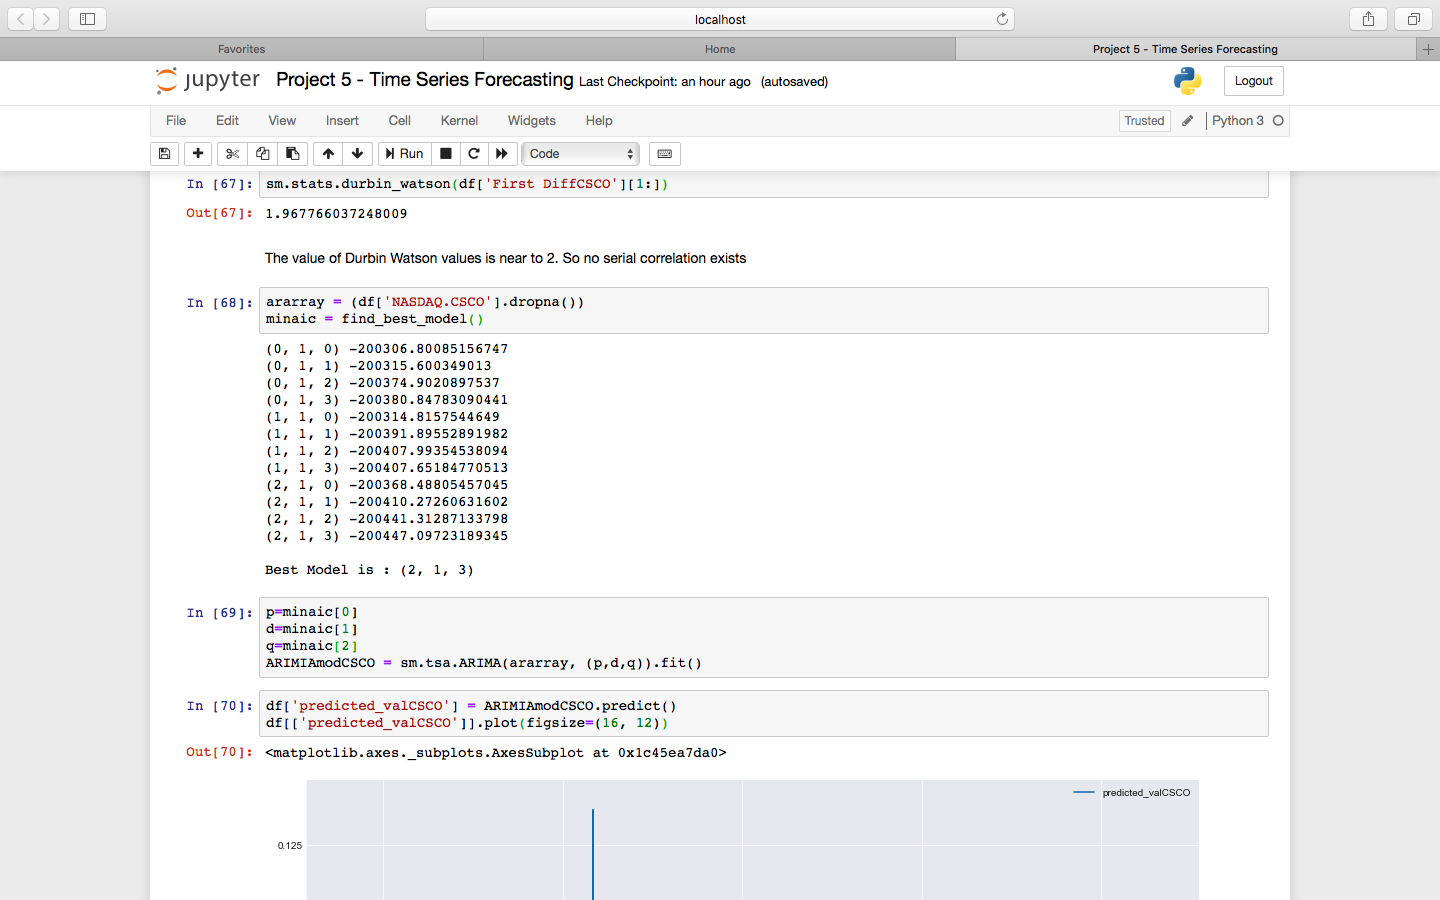 localhost
Favorites
Home
Project 5 - Time Series Forecasting
jupyter
Project 5 - Time Series Forecasting Last Checkpoint: an hour ago (autosaved)
Logout
File Edit View Insert Cell Kernel Widgets Help
Trusted
Python 3
Run
Code
In [67]: sm.stats.durbin_watson(df['First DiffCSCO'][1:])
Out[67]: 1.967766037248009
The value of Durbin Watson values is near to 2. So no serial correlation exists
In [68]: ararray = (df['NASDAQ.CSCO'].dropna())
minaic = find_best_model()
(0, 1, 0) -200306.80085156747
(0, 1, 1) -200315.600349013
(0, 1, 2) -200374.9020897537
(0, 1, 3) -200380.84783090441
(1, 1, 0) -200314.8157544649
(1, 1, 1) -200391.89552891982
(1, 1, 2) -200407.99354538094
(1, 1, 3) -200407.65184770513
(2, 1, 0) -200368.48805457045
(2, 1, 1) -200410.27260631602
(2, 1, 2) -200441.31287133798
(2, 1, 3) -200447.09723189345
Best Model is : (2, 1, 3)
In [69]: p=minaic[0]
d=minaic[1]
q=minaic[2]
ARIMIAmodCSCO = sm.tsa.ARIMA(ararray, (p,d,q)).fit()
In [70]: df['predicted_valCSCO'] = ARIMIAmodCSCO.predict()
df[['predicted_valCSCO']].plot(figsize=(16, 12))
Out[70]: <matplotlib.axes._subplots.AxesSubplot at 0x1c45ea7da0>
predicted_valCSCO
0.125